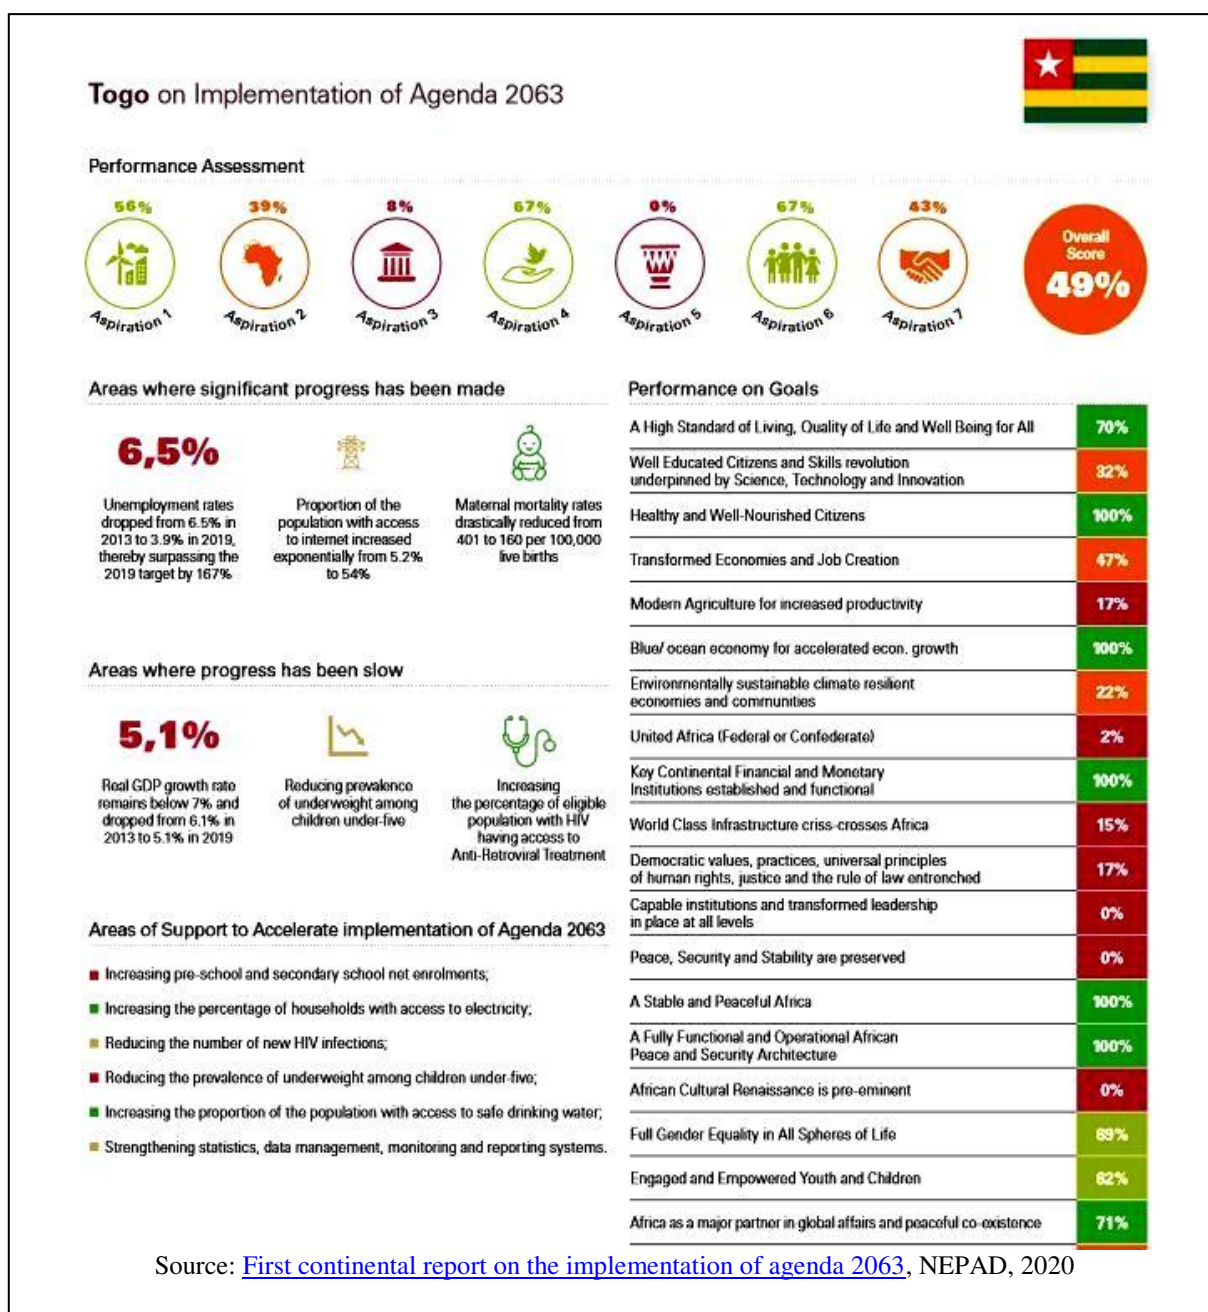 Togo on Implementation of Agenda 2063
Performance Assessment
56%
39%
8%
67%
0%
67%
43%
Aspiration 1
Aspiration 2
Aspiration 3
Aspiration 4
Aspiration 5
Aspiration 6
Aspiration 7
Overall
Score
49%
Areas where significant progress has been made
6,5%
Unemployment rates
dropped from 6.5% in
2013 to 3.9% in 2019,
thereby surpassing the
2019 target by 167%
Proportion of the
population with access
to internet increased
exponentially from 5.2%
to 54%
Maternal mortality rates
drastically reduced from
401 to 160 per 100,000
live births
Areas where progress has been slow
5,1%
Real GDP growth rate
remains below 7% and
dropped from 6.1% in
2013 to 5.1% in 2019
Reducing prevalence
of underweight among
children under-five
Increasing
the percentage of eligible
population with HIV
having access to
Anti-Retroviral Treatment
Areas of Support to Accelerate implementation of Agenda 2063
Increasing pre-school and secondary school net enrolments;
Increasing the percentage of households with access to electricity;
Reducing the number of new HIV infections;
Reducing the prevalence of underweight among children under-five;
Increasing the proportion of the population with access to safe drinking water;
Strengthening statistics, data management, monitoring and reporting systems.
Performance on Goals
A High Standard of Living, Quality of Life and Well Being for All 70%
Well Educated Citizens and Skills revolution
underpinned by Science, Technology and Innovation 32%
Healthy and Well-Nourished Citizens 100%
Transformed Economies and Job Creation 47%
Modern Agriculture for increased productivity 17%
Blue/ ocean economy for accelerated econ. growth 100%
Environmentally sustainable climate resilient
economies and communities 22%
United Africa (Federal or Confederate) 2%
Key Continental Financial and Monetary
Institutions established and functional 100%
World Class Infrastructure criss-crosses Africa 15%
Democratic values, practices, universal principles
of human rights, justice and the rule of law entrenched 17%
Capable institutions and transformed leadership
in place at all levels 0%
Peace, Security and Stability are preserved 0%
A Stable and Peaceful Africa 100%
A Fully Functional and Operational African
Peace and Security Architecture 100%
African Cultural Renaissance is pre-eminent 0%
Full Gender Equality in All Spheres of Life 69%
Engaged and Empowered Youth and Children 62%
Africa as a major partner in global affairs and peaceful co-existence 71%
Source: First continental report on the implementation of agenda 2063, NEPAD, 2020